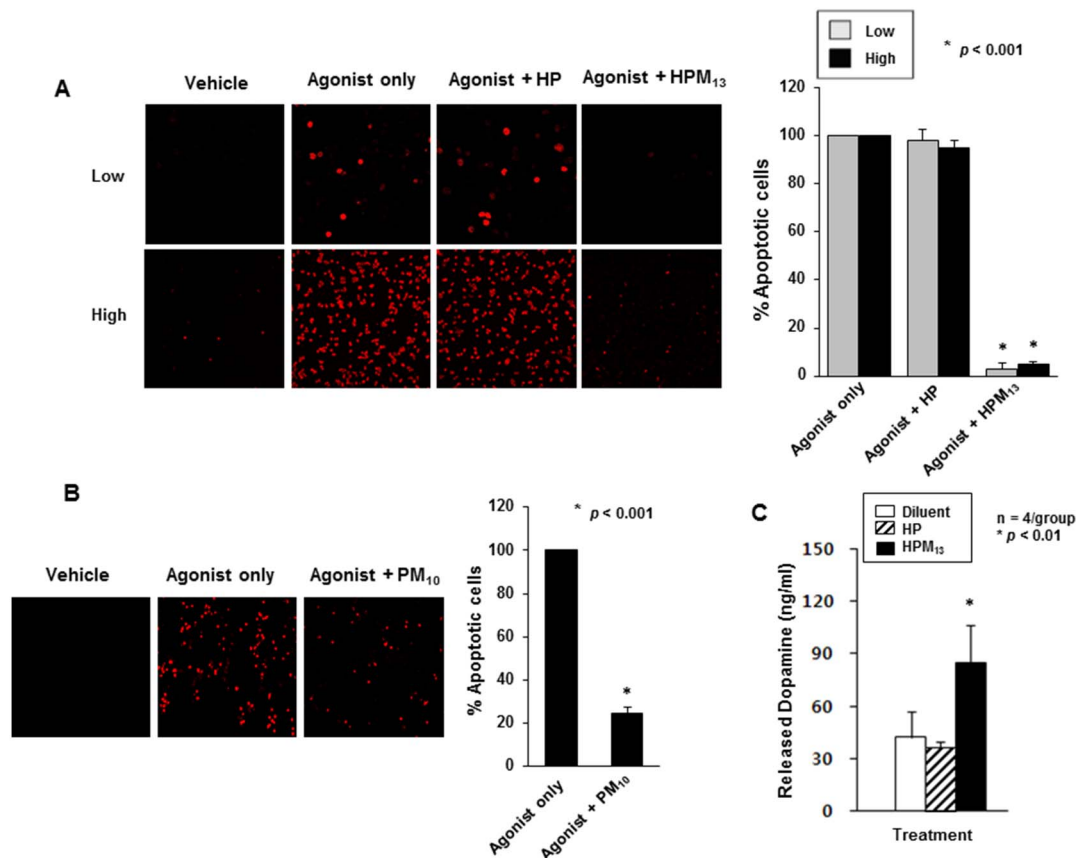 A
Vehicle
Agonist only
Agonist + HP
Agonist + HPM₁₃
Low
High
Low
High
* p < 0.001
% Apoptotic cells
120
100
80
60
40
20
0
*
*
Agonist only
Agonist + HP
Agonist + HPM₁₃
B
Vehicle
Agonist only
Agonist + PM₁₀
* p < 0.001
% Apoptotic cells
120
100
80
60
40
20
0
*
Agonist only
Agonist + PM₁₀
C
Diluent
HP
HPM₁₃
n = 4/group
* p < 0.01
Released Dopamine (ng/ml)
150
120
90
60
30
0
*
Treatment